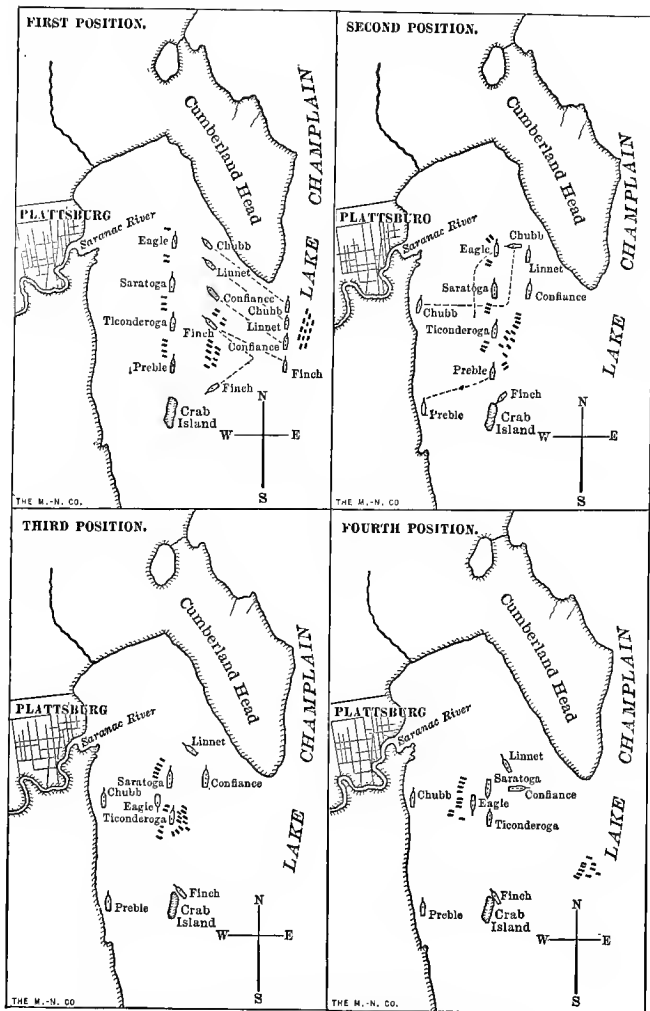 FIRST POSITION.
Cumberland Head
LAKE CHAMPLAIN
PLATTSBURG
Saranac River
Eagle
Chubb
Linnet
Saratoga
Confiance
Chubb
Linnet
Ticonderoga
Finch
Confiance
Preble
Finch
Finch
Crab
Island
N
W
E
S
THE M.-N. CO.
SECOND POSITION.
Cumberland Head
LAKE CHAMPLAIN
PLATTSBURG
Saranac River
Eagle
Chubb
Linnet
Saratoga
Confiance
Chubb
Ticonderoga
Preble
Finch
Preble
Crab
Island
N
W
E
S
THE M.-N. CO
THIRD POSITION.
Cumberland Head
LAKE CHAMPLAIN
PLATTSBURG
Saranac River
Linnet
Saratoga
Confiance
Chubb
Eagle
Ticonderoga
Finch
Preble
Crab
Island
N
W
E
S
THE M.-N. CO
FOURTH POSITION.
Cumberland Head
LAKE CHAMPLAIN
PLATTSBURG
Saranac River
Linnet
Saratoga
Chubb
Confiance
Eagle
Ticonderoga
Finch
Preble
Crab
Island
N
W
E
S
THE M.-N. CO.